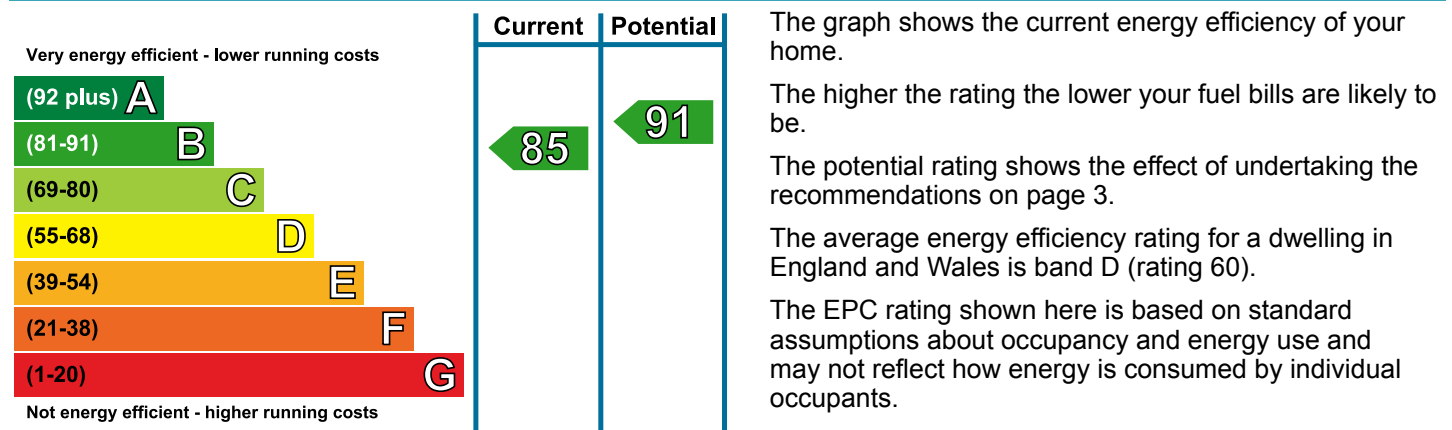 Current Potential
Very energy efficient - lower running costs
(92 plus) A
(81-91) B
(69-80) C
(55-68) D
(39-54) E
(21-38) F
(1-20) G
Not energy efficient - higher running costs
85
91
The graph shows the current energy efficiency of your
home.
The higher the rating the lower your fuel bills are likely to
be.
The potential rating shows the effect of undertaking the
recommendations on page 3.
The average energy efficiency rating for a dwelling in
England and Wales is band D (rating 60).
The EPC rating shown here is based on standard
assumptions about occupancy and energy use and
may not reflect how energy is consumed by individual
occupants.